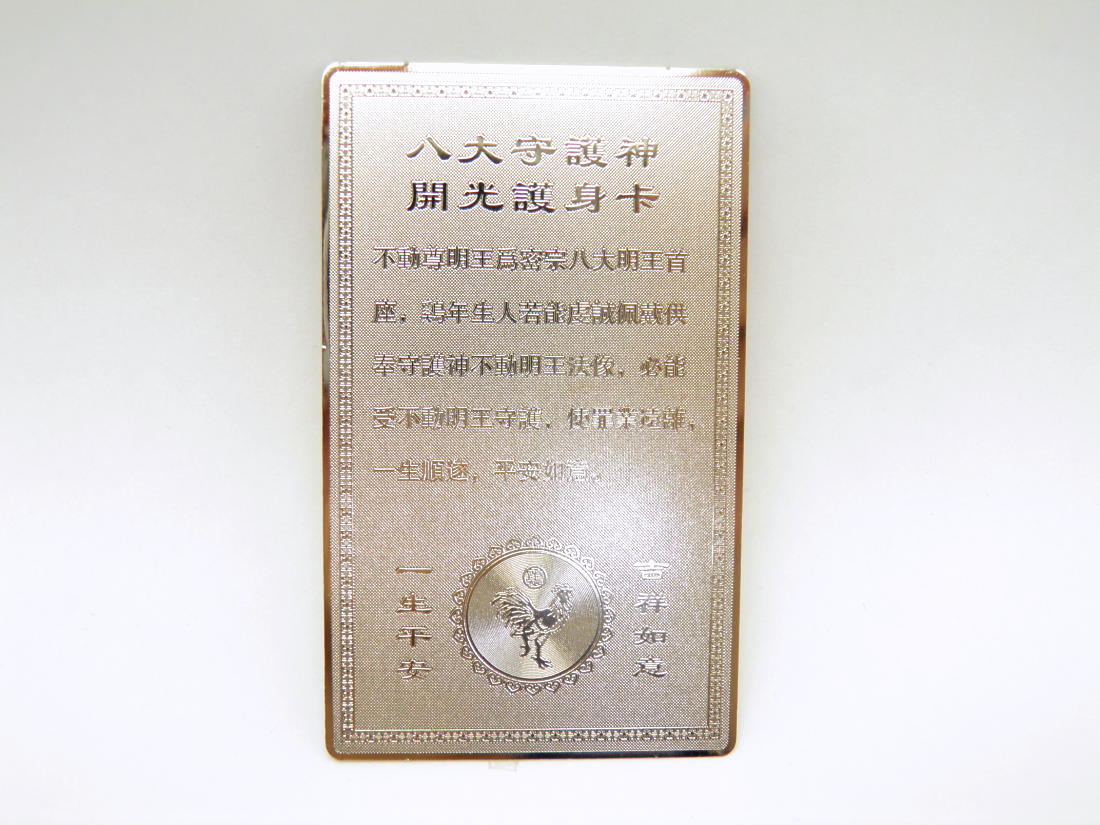 八大守護神
開光護身卡
不動尊明王爲密宗八大明王首
座，鷄年生人若能虔誠佩戴供
奉守護神不動明王法像，必能
受不動明王守護，使罪業遠離，
一生順遂，平安如意。
一生平安
吉祥如意